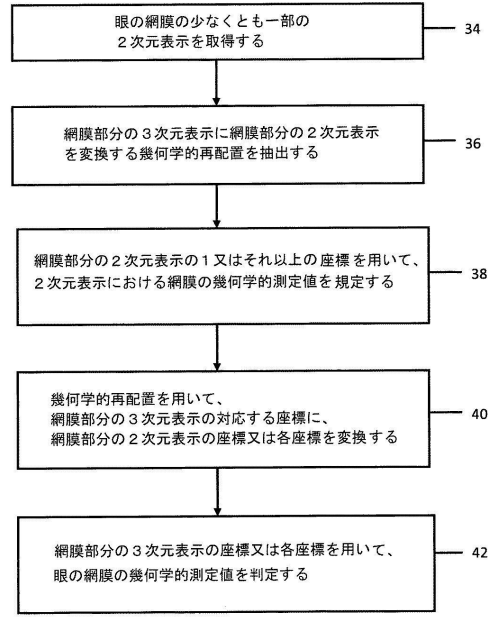 眼の網膜の少なくとも一部の
２次元表示を取得する
34
網膜部分の３次元表示に網膜部分の２次元表示
を変換する幾何学的再配置を抽出する
36
網膜部分の２次元表示の１又はそれ以上の座標を用いて、
２次元表示における網膜の幾何学的測定値を規定する
38
幾何学的再配置を用いて、
網膜部分の３次元表示の対応する座標に、
網膜部分の２次元表示の座標又は各座標を変換する
40
網膜部分の３次元表示の座標又は各座標を用いて、
眼の網膜の幾何学的測定値を判定する
42